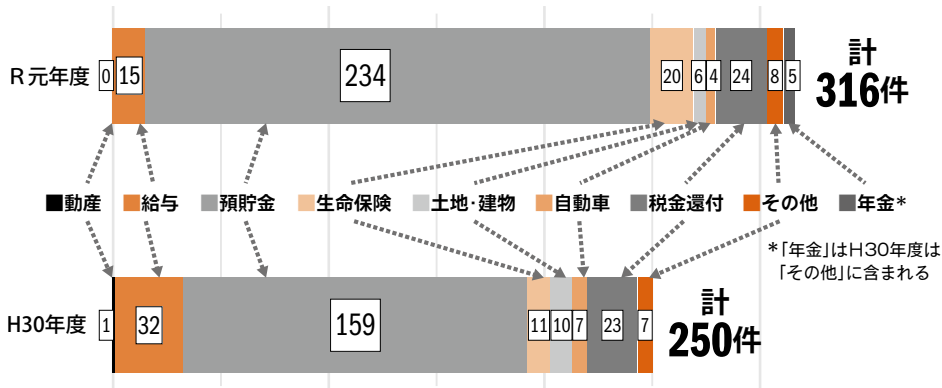 R元年度 0 15 234 20 6 4 24 8 5 計
316件
■動産 ■給与 ■預貯金 ■生命保険 ■土地・建物 ■自動車 ■税金還付 ■その他 ■年金*
*「年金」はH30年度は
「その他」に含まれる
H30年度 1 32 159 11 10 7 23 7 計
250件